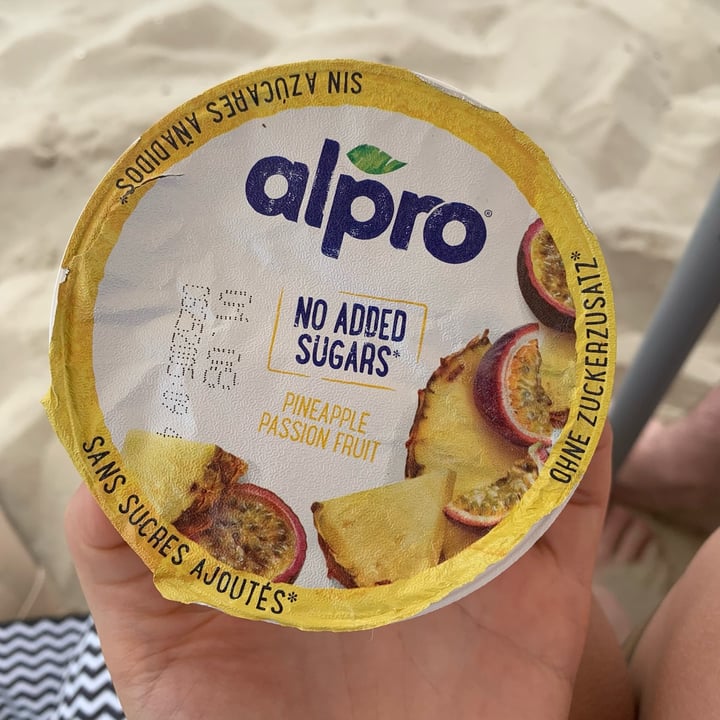 alpro®
NO ADDED
SUGARS*
PINEAPPLE
PASSION FRUIT
SIN AZÚCARES AÑADIDOS*
OHNE ZUCKERZUSATZ*
SANS SUCRES AJOUTÉS*